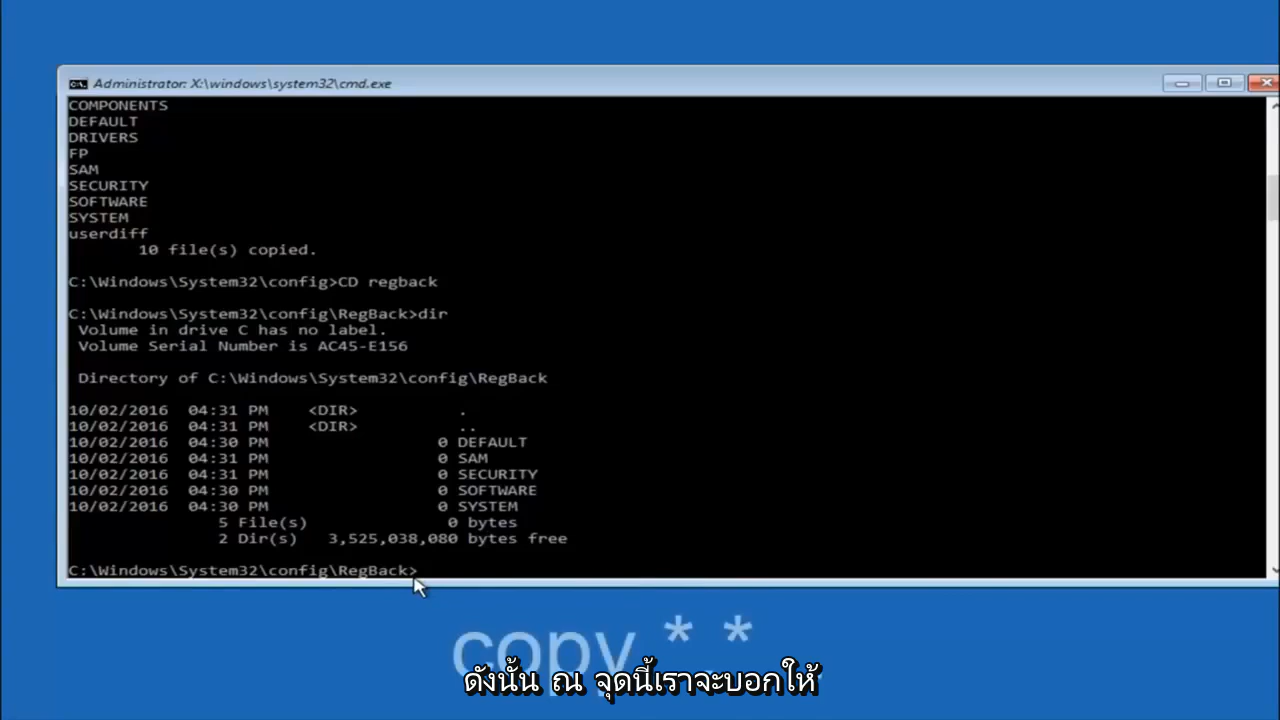 Administrator: X:\windows\system32\cmd.exe
COMPONENTS
DEFAULT
DRIVERS
FP
SAM
SECURITY
SOFTWARE
SYSTEM
userdiff
10 file(s) copied.
C:\Windows\System32\config>CD regback
C:\Windows\System32\config\RegBack>dir
Volume in drive C has no label.
Volume Serial Number is AC45-E156
Directory of C:\Windows\System32\config\RegBack
10/02/2016 04:31 PM <DIR> .
10/02/2016 04:31 PM <DIR> ..
10/02/2016 04:30 PM 0 DEFAULT
10/02/2016 04:31 PM 0 SAM
10/02/2016 04:31 PM 0 SECURITY
10/02/2016 04:30 PM 0 SOFTWARE
10/02/2016 04:30 PM 0 SYSTEM
5 File(s) 0 bytes
2 Dir(s) 3,525,038,080 bytes free
C:\Windows\System32\config\RegBack>
copy *.*
ดังนั้น ณ จุดนี้เราจะบอกให้